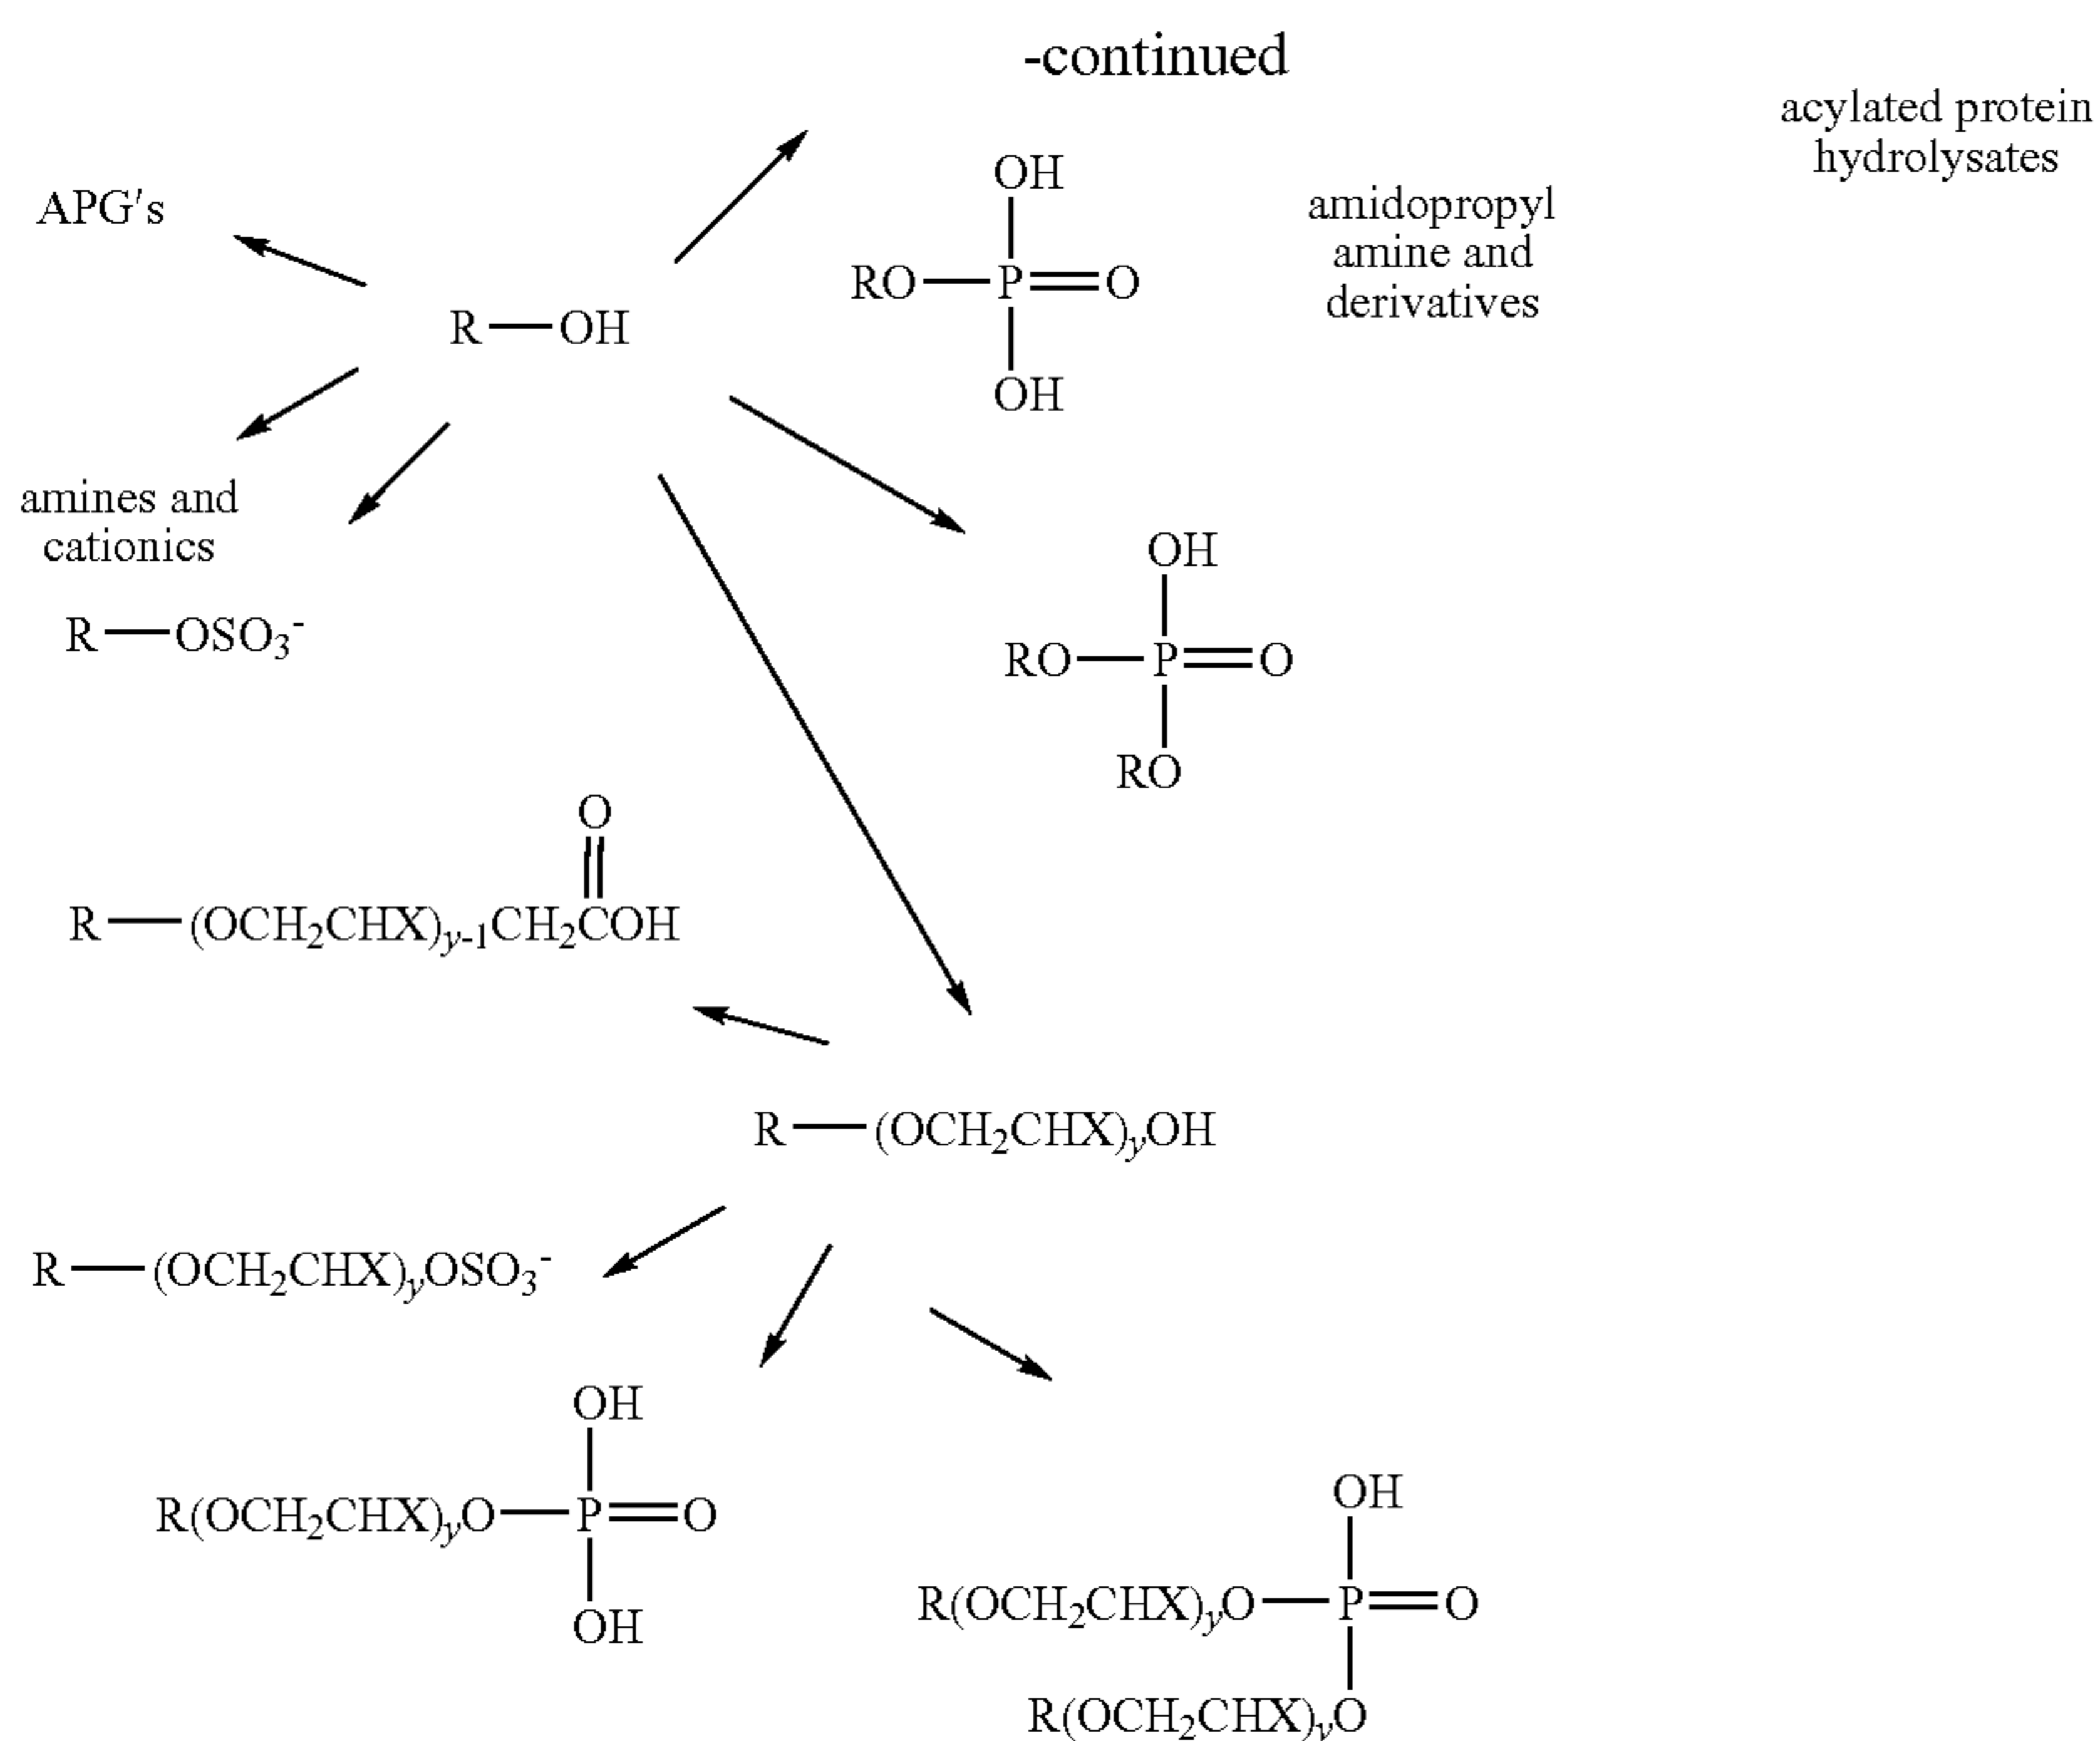 -continued
acylated protein
hydrolysates
APG's
OH
RO—P=O
OH
amidopropyl
amine and
derivatives
R—OH
amines and
cationics
R—OSO3-
OH
RO—P=O
RO
O
R—(OCH2CHX)y-1CH2COH
R—(OCH2CHX)yOH
R—(OCH2CHX)yOSO3-
OH
R(OCH2CHX)yO—P=O
OH
OH
R(OCH2CHX)yO—P=O
R(OCH2CHX)yO